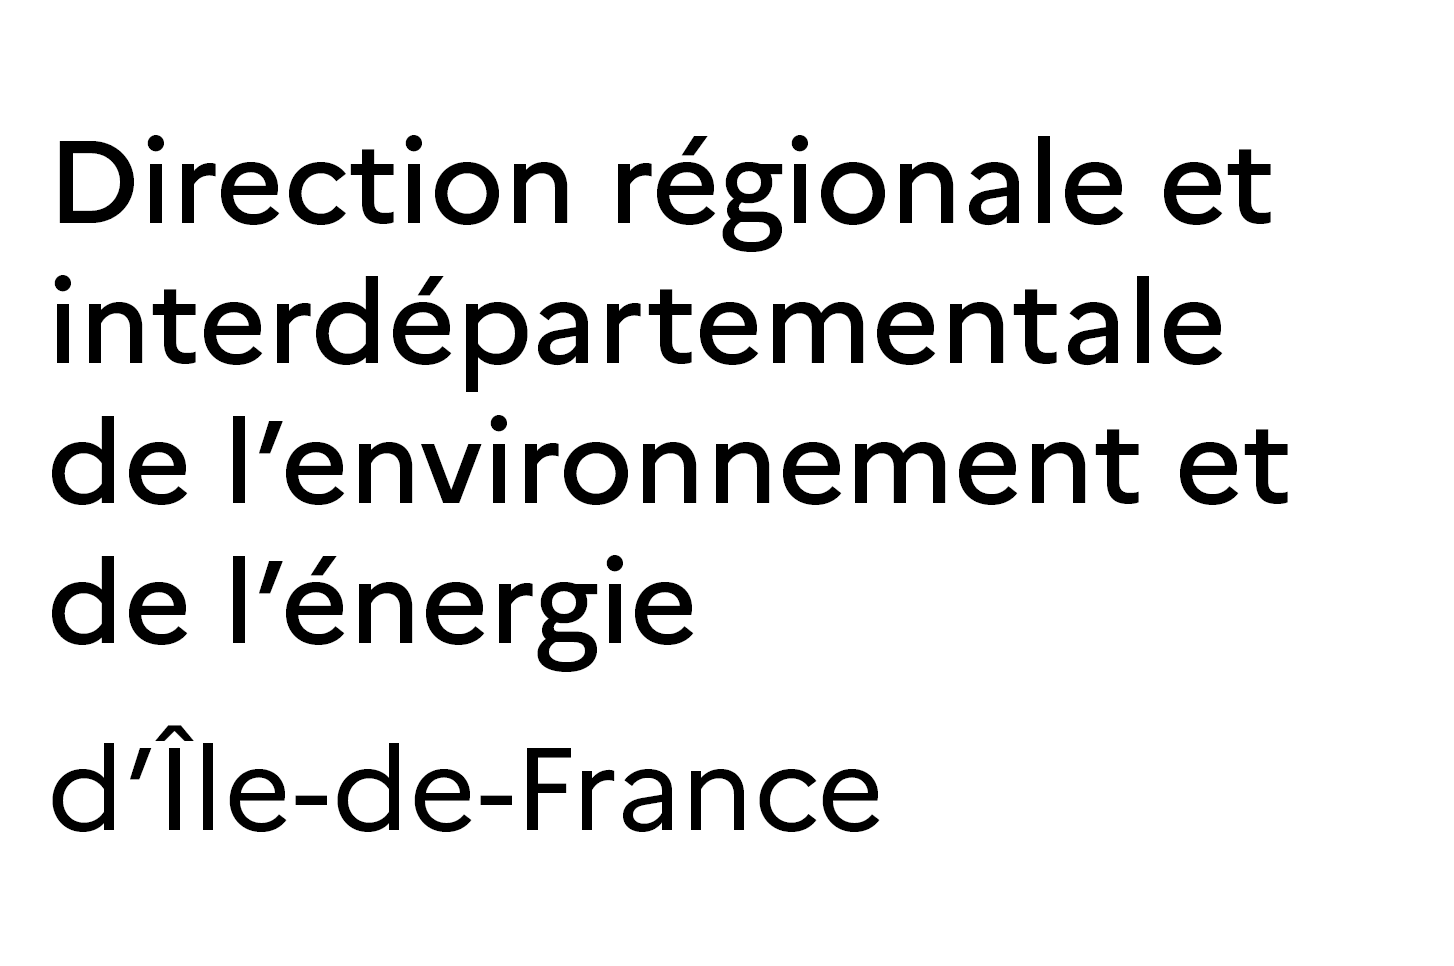 Direction régionale et
interdépartementale
de l’environnement et
de l’énergie
d’Île-de-France